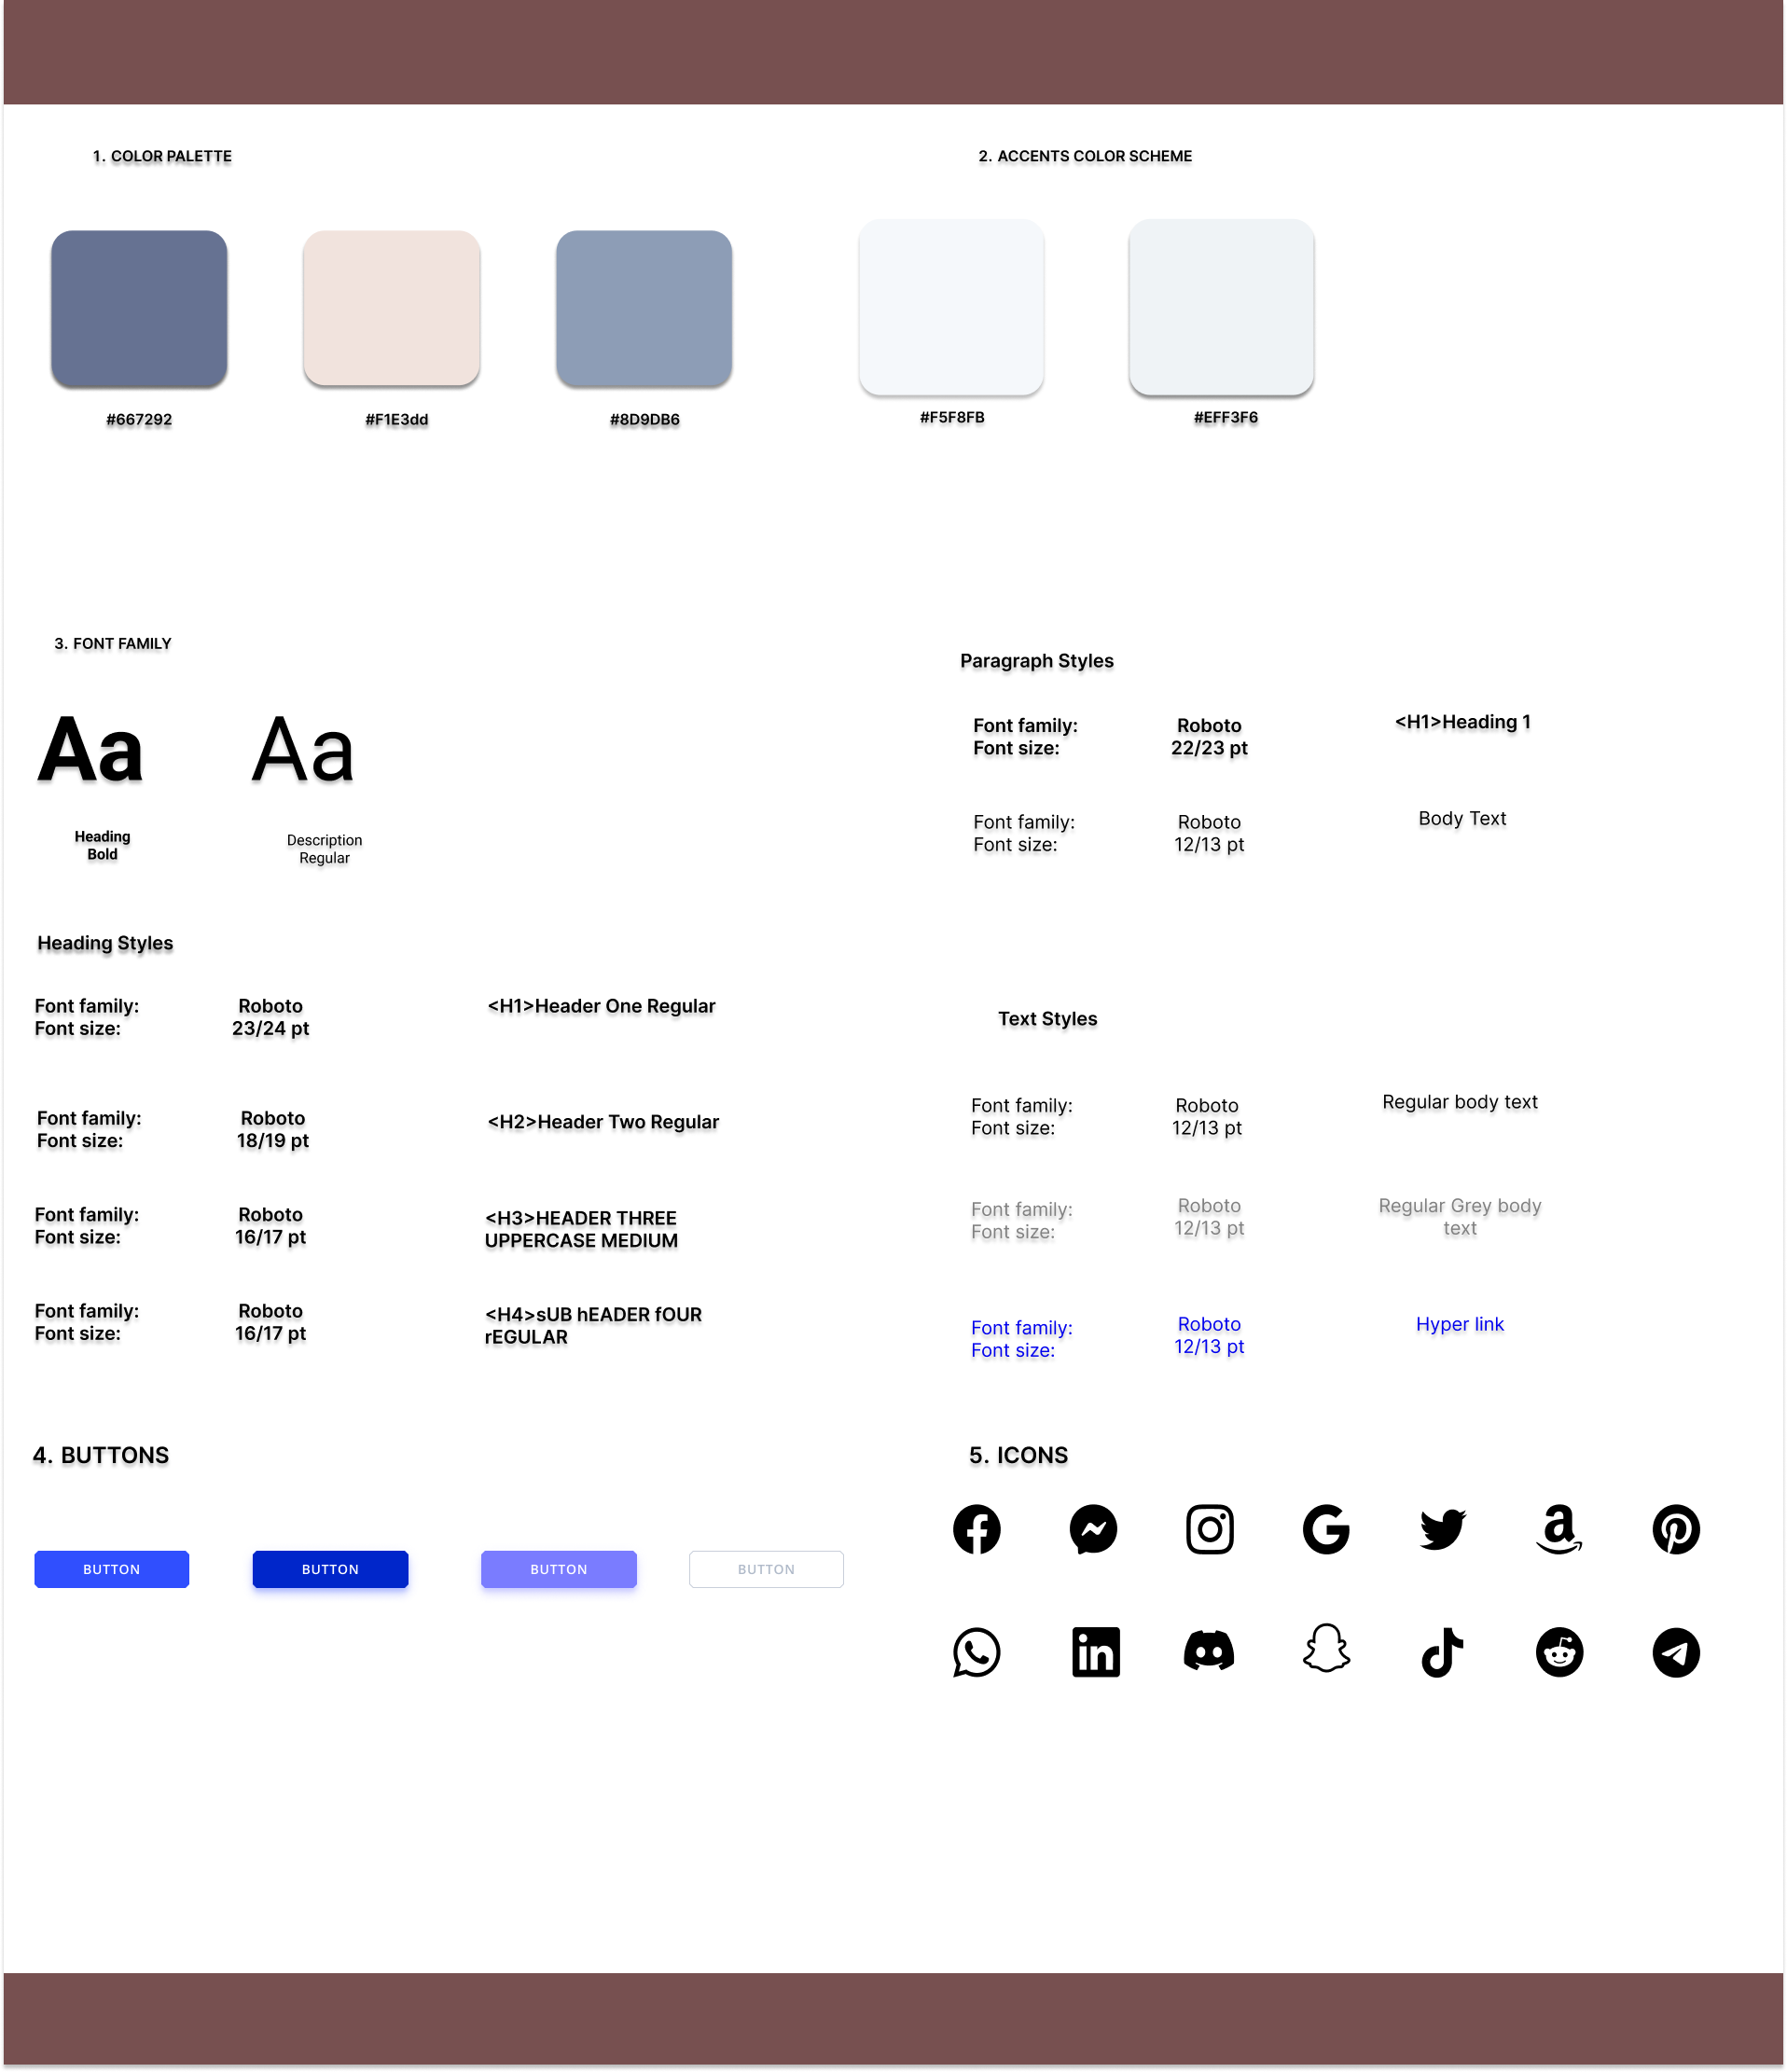 1. COLOR PALETTE
2. ACCENTS COLOR SCHEME
#667292
#F1E3dd
#8D9DB6
#F5F8FB
#EFF3F6
3. FONT FAMILY
Aa
Aa
Heading
Bold
Description
Regular
Paragraph Styles
Font family:
Font size:
Roboto
22/23 pt
<H1>Heading 1
Font family:
Font size:
Roboto
12/13 pt
Body Text
Heading Styles
Font family:
Font size:
Roboto
23/24 pt
<H1>Header One Regular
Font family:
Font size:
Roboto
18/19 pt
<H2>Header Two Regular
Font family:
Font size:
Roboto
16/17 pt
<H3>HEADER THREE
UPPERCASE MEDIUM
Font family:
Font size:
Roboto
16/17 pt
<H4>sUB hEADER fOUR
rEGULAR
Text Styles
Font family:
Font size:
Roboto
12/13 pt
Regular body text
Font family:
Font size:
Roboto
12/13 pt
Regular Grey body
text
Font family:
Font size:
Roboto
12/13 pt
Hyper link
4. BUTTONS
BUTTON
BUTTON
BUTTON
BUTTON
5. ICONS